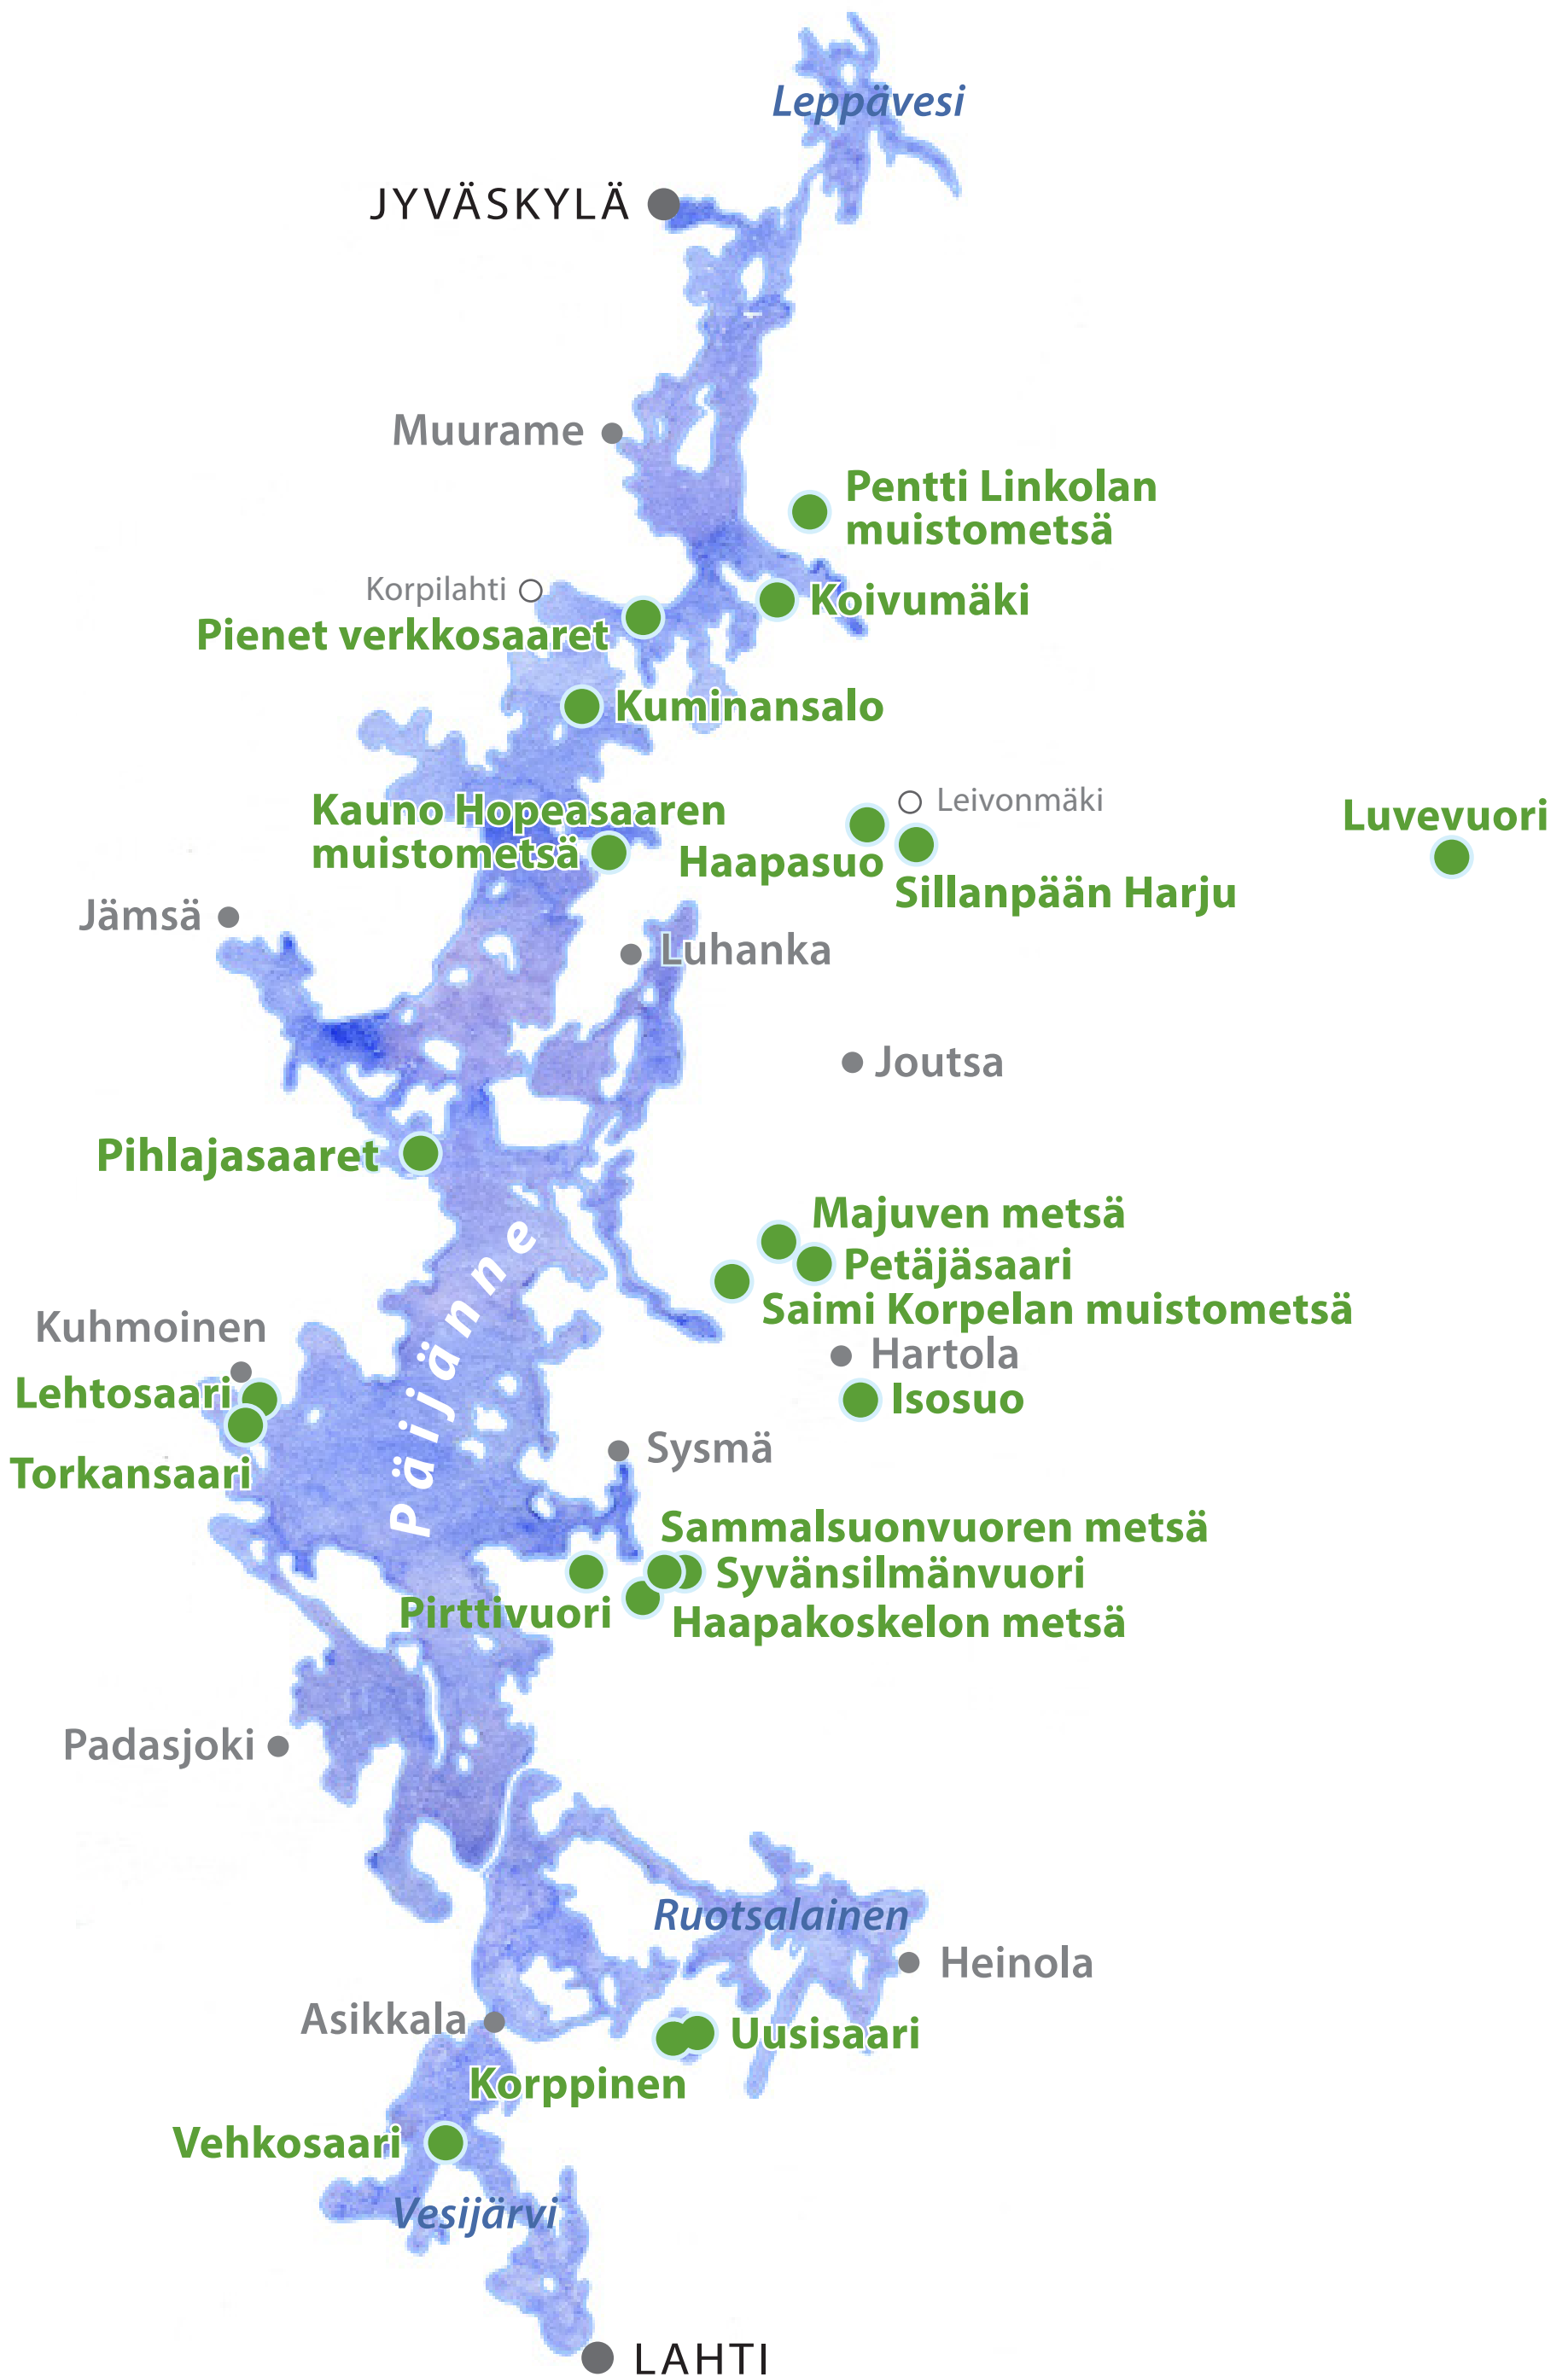 Leppävesi
JYVÄSKYLÄ
Muurame
Pentti Linkolan
muistometsä
Korpilahti
Koivumäki
Pienet verkkosaaret
Kuminansalo
Kauno Hopeasaaren
muistometsä
Leivonmäki
Luvevuori
Haapasuo
Sillanpään Harju
Jämsä
Luhanka
Joutsa
Pihlajasaaret
Majuven metsä
Petäjäsaari
Saimi Korpelan muistometsä
Päijänne
Kuhmoinen
Hartola
Lehtosaari
Isosuo
Sysmä
Torkansaari
Sammalsuonvuoren metsä
Syvänsilmänvuori
Pirttivuori
Haapakoskelon metsä
Padasjoki
Ruotsalainen
Heinola
Asikkala
Uusisaari
Korppinen
Vehkosaari
Vesijärvi
LAHTI